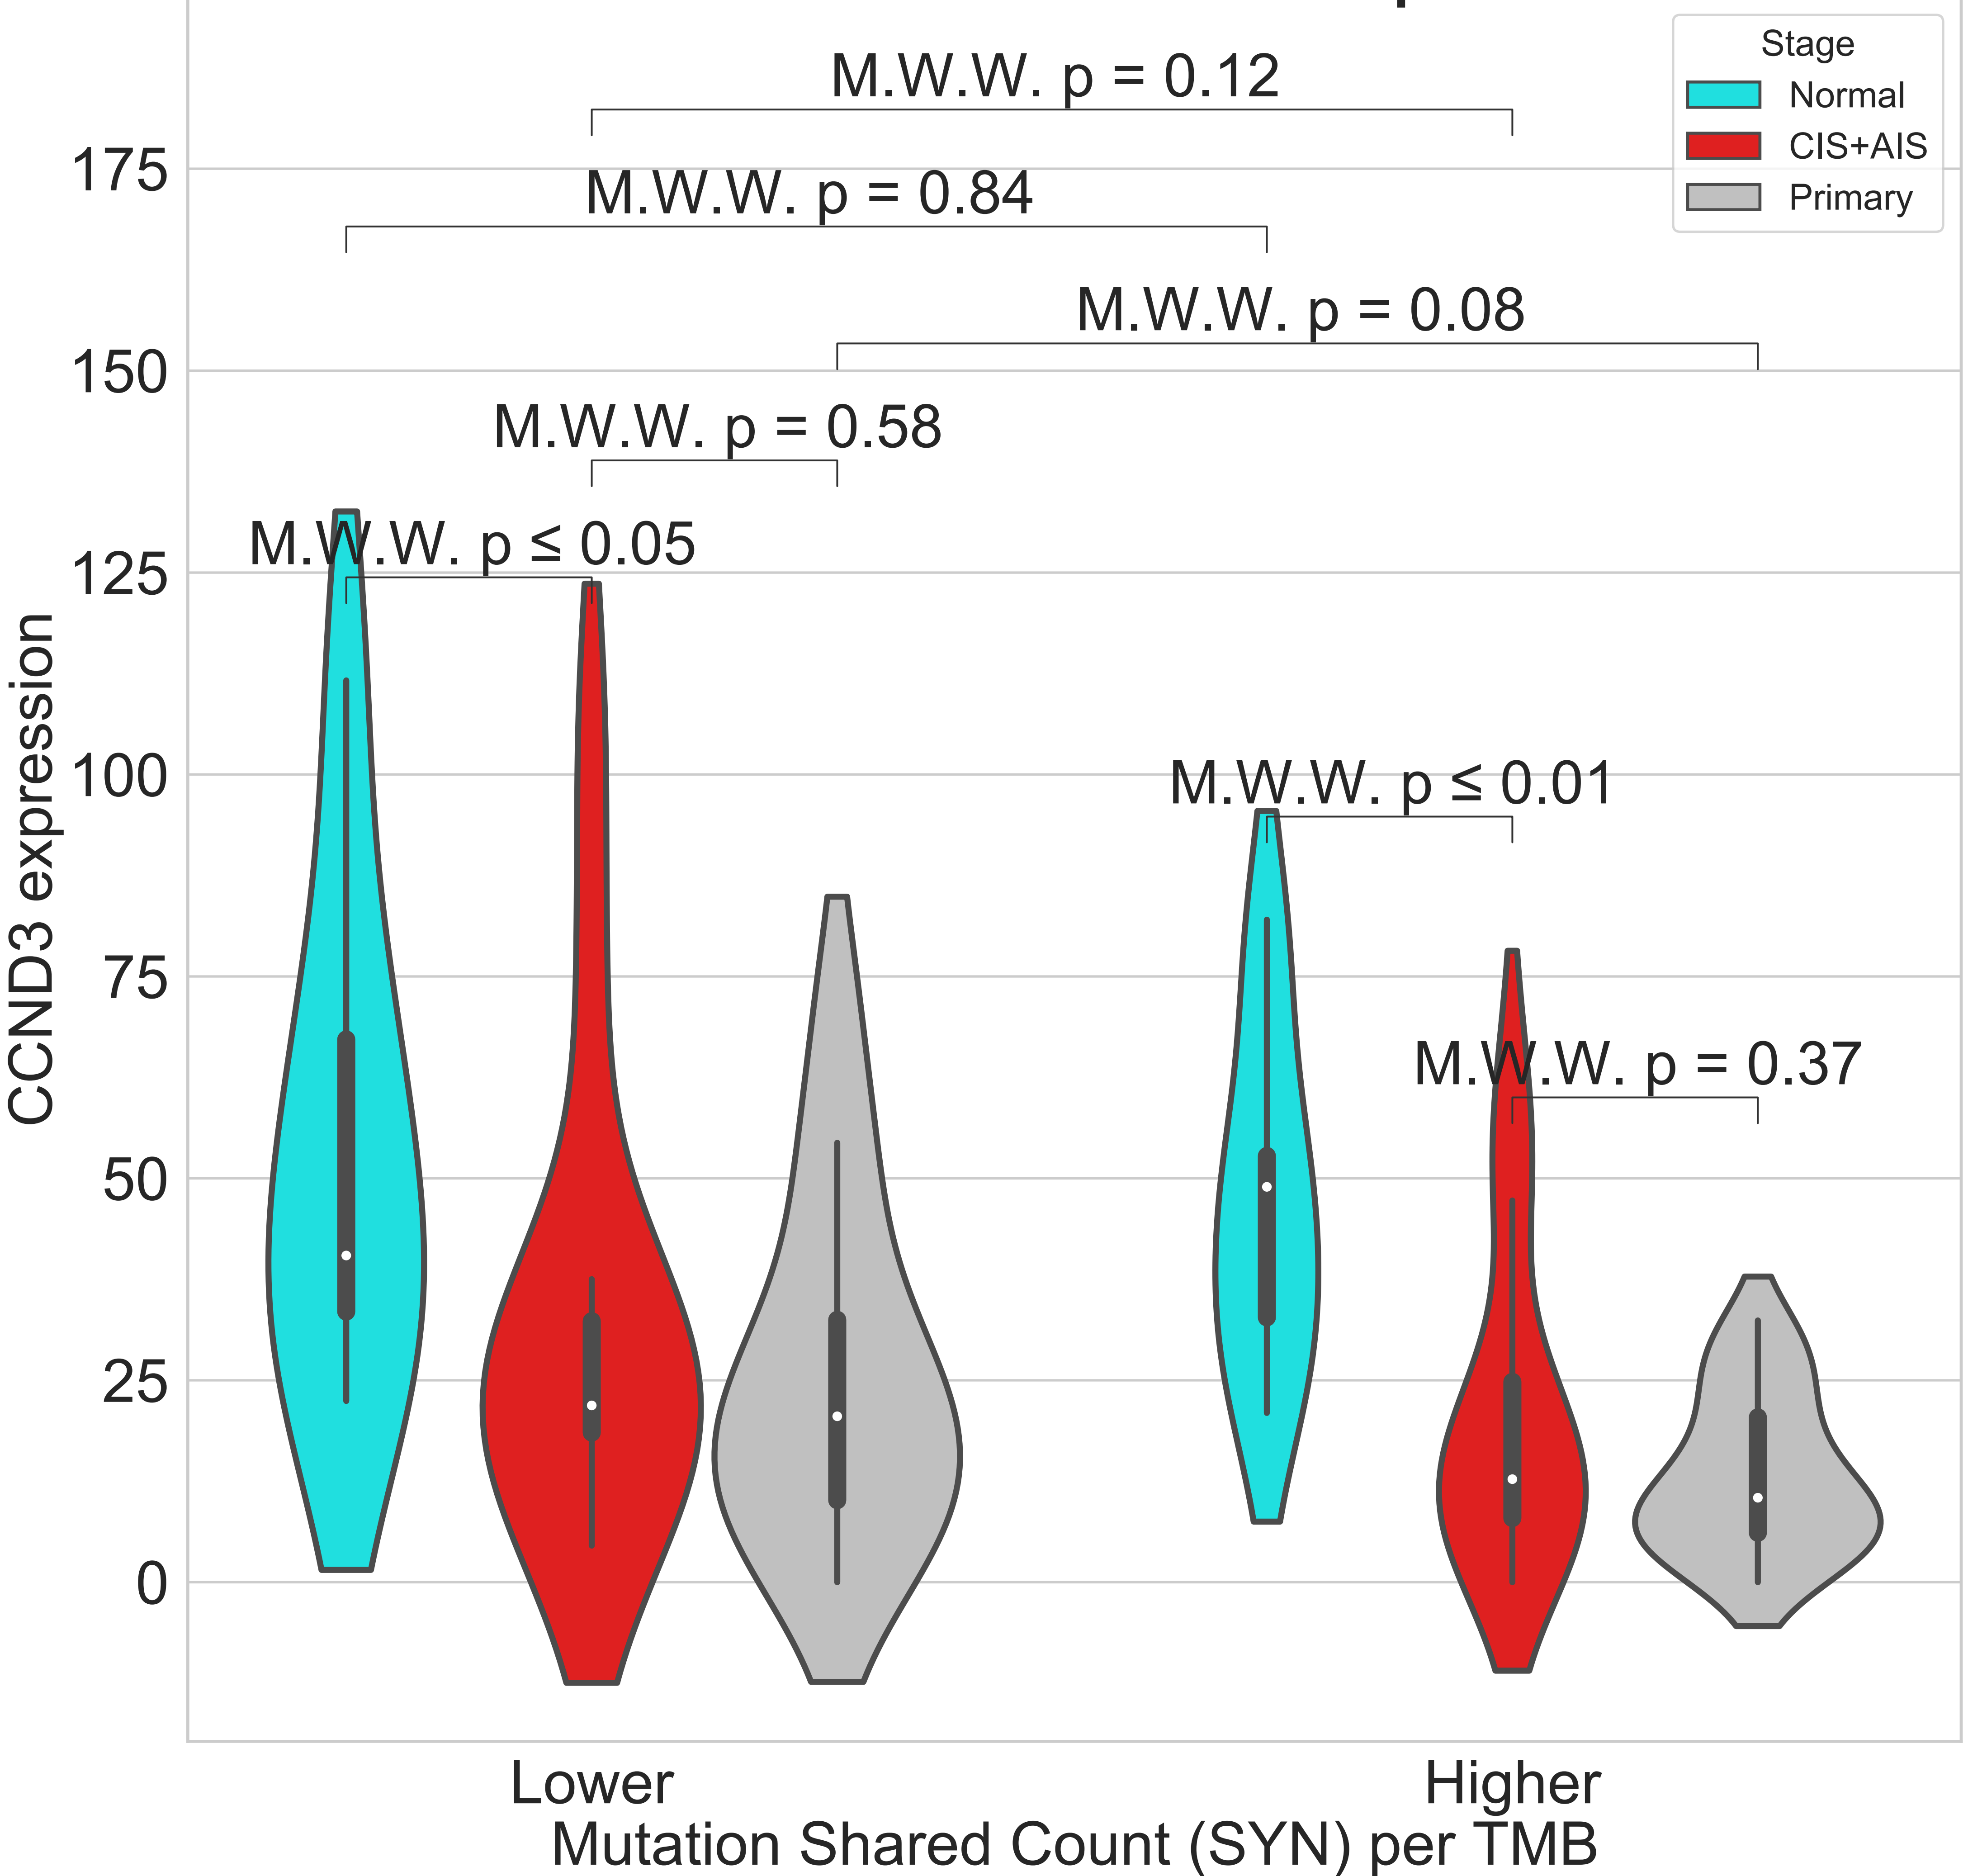 Stage
Normal
CIS+AIS
Primary
M.W.W. p = 0.12
M.W.W. p = 0.84
M.W.W. p = 0.08
M.W.W. p = 0.58
M.W.W. p ≤ 0.05
M.W.W. p ≤ 0.01
M.W.W. p = 0.37
175
150
125
100
75
50
25
0
CCND3 expression
Lower
Higher
Mutation Shared Count (SYN) per TMB